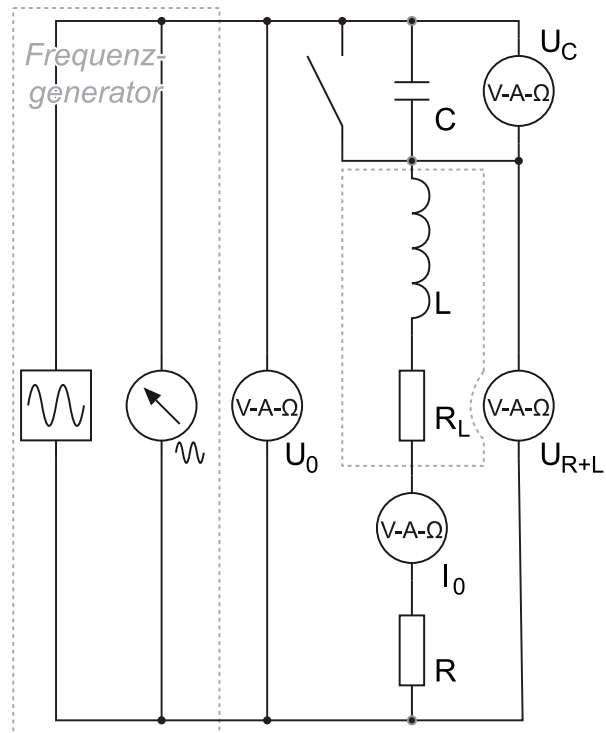 Frequenz-
generator
U_C
V-A-Ω
C
L
V-A-Ω
U_0
R_L
V-A-Ω
U_R+L
V-A-Ω
I_0
R